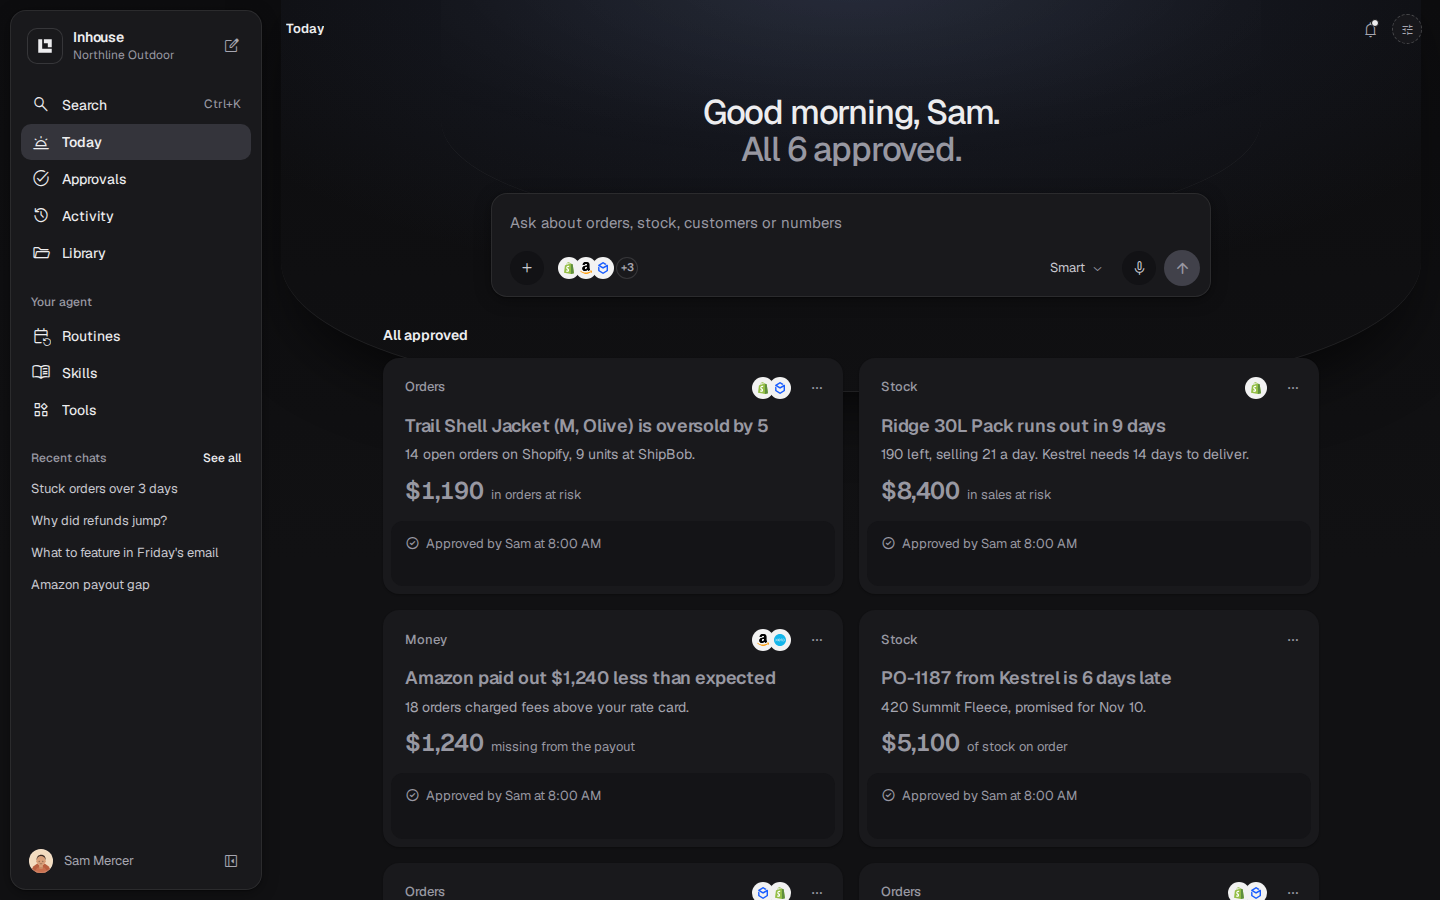 Inhouse
Northline Outdoor
Search
Ctrl+K
Today
Approvals
Activity
Library
Your agent
Routines
Skills
Tools
Recent chats
See all
Stuck orders over 3 days
Why did refunds jump?
What to feature in Friday's email
Amazon payout gap
Sam Mercer
Today
Good morning, Sam.
All 6 approved.
Ask about orders, stock, customers or numbers
+3
Smart
All approved
Orders
Trail Shell Jacket (M, Olive) is oversold by 5
14 open orders on Shopify, 9 units at ShipBob.
$1,190 in orders at risk
Approved by Sam at 8:00 AM
Stock
Ridge 30L Pack runs out in 9 days
190 left, selling 21 a day. Kestrel needs 14 days to deliver.
$8,400 in sales at risk
Approved by Sam at 8:00 AM
Money
Amazon paid out $1,240 less than expected
18 orders charged fees above your rate card.
$1,240 missing from the payout
Approved by Sam at 8:00 AM
Stock
PO-1187 from Kestrel is 6 days late
420 Summit Fleece, promised for Nov 10.
$5,100 of stock on order
Approved by Sam at 8:00 AM
Orders
Orders